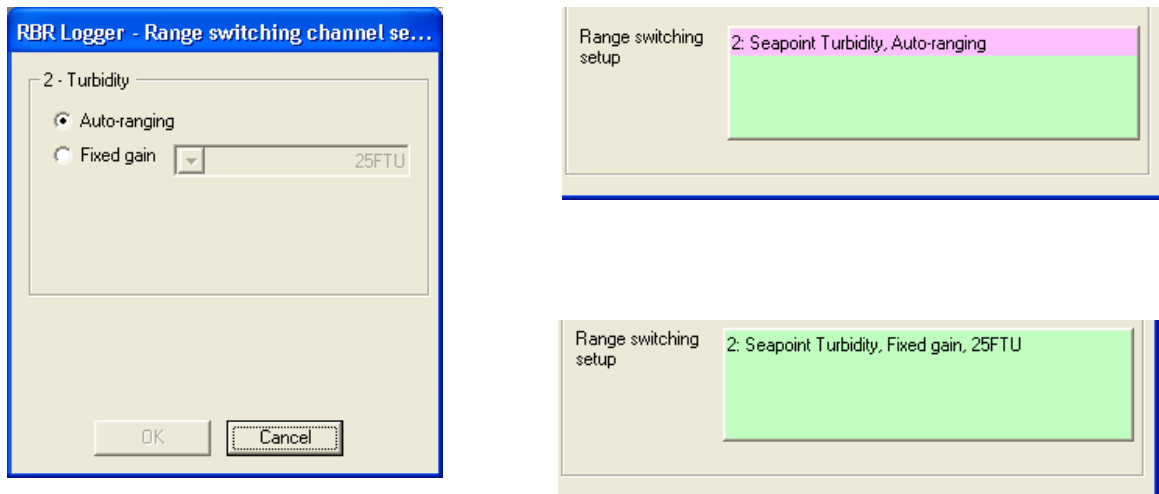 RBR Logger - Range switching channel se...
2 - Turbidity
Auto-ranging
Fixed gain
25FTU
OK
Cancel
Range switching
setup
2: Seapoint Turbidity, Auto-ranging
Range switching
setup
2: Seapoint Turbidity, Fixed gain, 25FTU